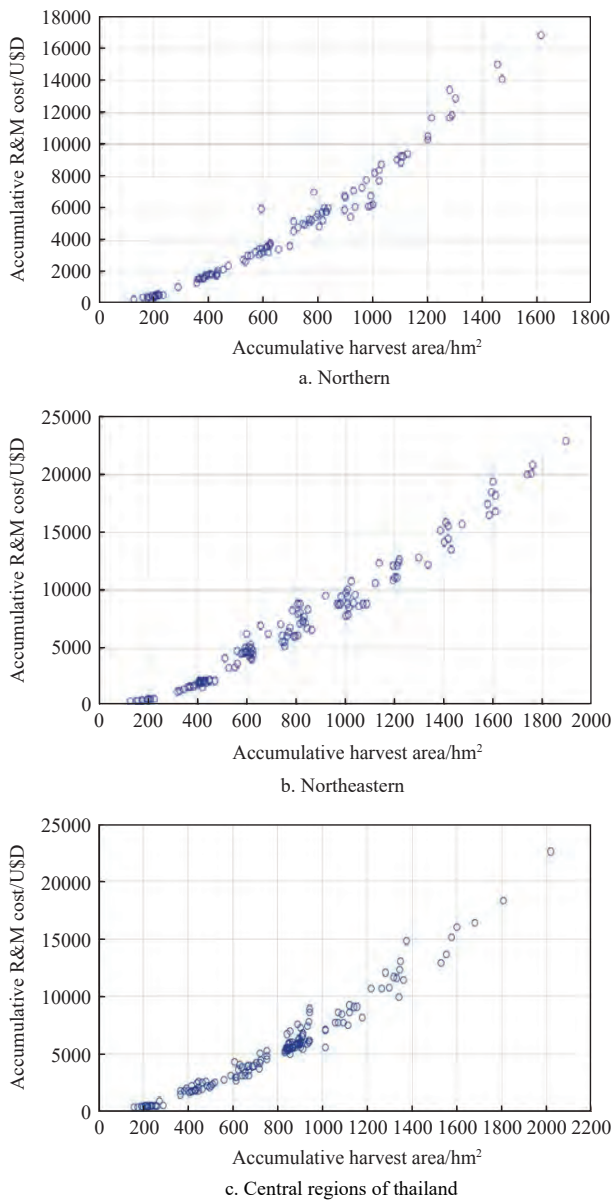 18000
16000
14000
12000
10000
8000
6000
4000
2000
0
Accumulative R&M cost/U$D
0 200 400 600 800 1000 1200 1400 1600 1800
Accumulative harvest area/hm²
a. Northern
25000
20000
15000
10000
5000
0
Accumulative R&M cost/U$D
0 200 400 600 800 1000 1200 1400 1600 1800 2000
Accumulative harvest area/hm²
b. Northeastern
25000
20000
15000
10000
5000
0
Accumulative R&M cost/U$D
0 200 400 600 800 1000 1200 1400 1600 1800 2000 2200
Accumulative harvest area/hm²
c. Central regions of thailand